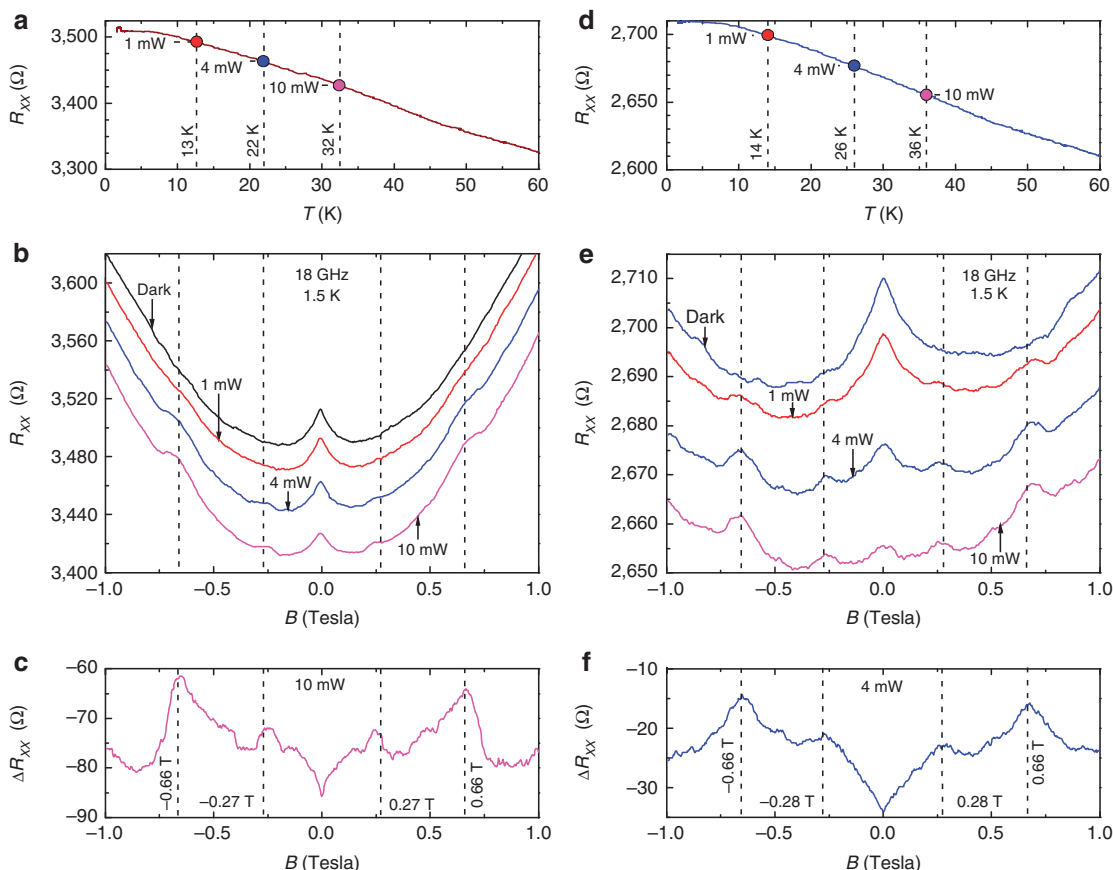 a
3,500
3,400
3,300
R_XX (Ω)
1 mW
4 mW
10 mW
13 K
22 K
32 K
0 10 20 30 40 50 60
T (K)
d
2,700
2,650
2,600
R_XX (Ω)
1 mW
4 mW
10 mW
14 K
26 K
36 K
0 10 20 30 40 50 60
T (K)
b
3,600
3,560
3,520
3,480
3,440
3,400
R_XX (Ω)
18 GHz
1.5 K
Dark
1 mW
4 mW
10 mW
−1.0 −0.5 0.0 0.5 1.0
B (Tesla)
e
2,710
2,700
2,690
2,680
2,670
2,660
2,650
R_XX (Ω)
18 GHz
1.5 K
Dark
1 mW
4 mW
10 mW
−1.0 −0.5 0.0 0.5 1.0
B (Tesla)
c
−60
−70
−80
−90
ΔR_XX (Ω)
10 mW
−0.66 T
−0.27 T
0.27 T
0.66 T
−1.0 −0.5 0.0 0.5 1.0
B (Tesla)
f
−10
−20
−30
ΔR_XX (Ω)
4 mW
−0.66 T
−0.28 T
0.28 T
0.66 T
−1.0 −0.5 0.0 0.5 1.0
B (Tesla)